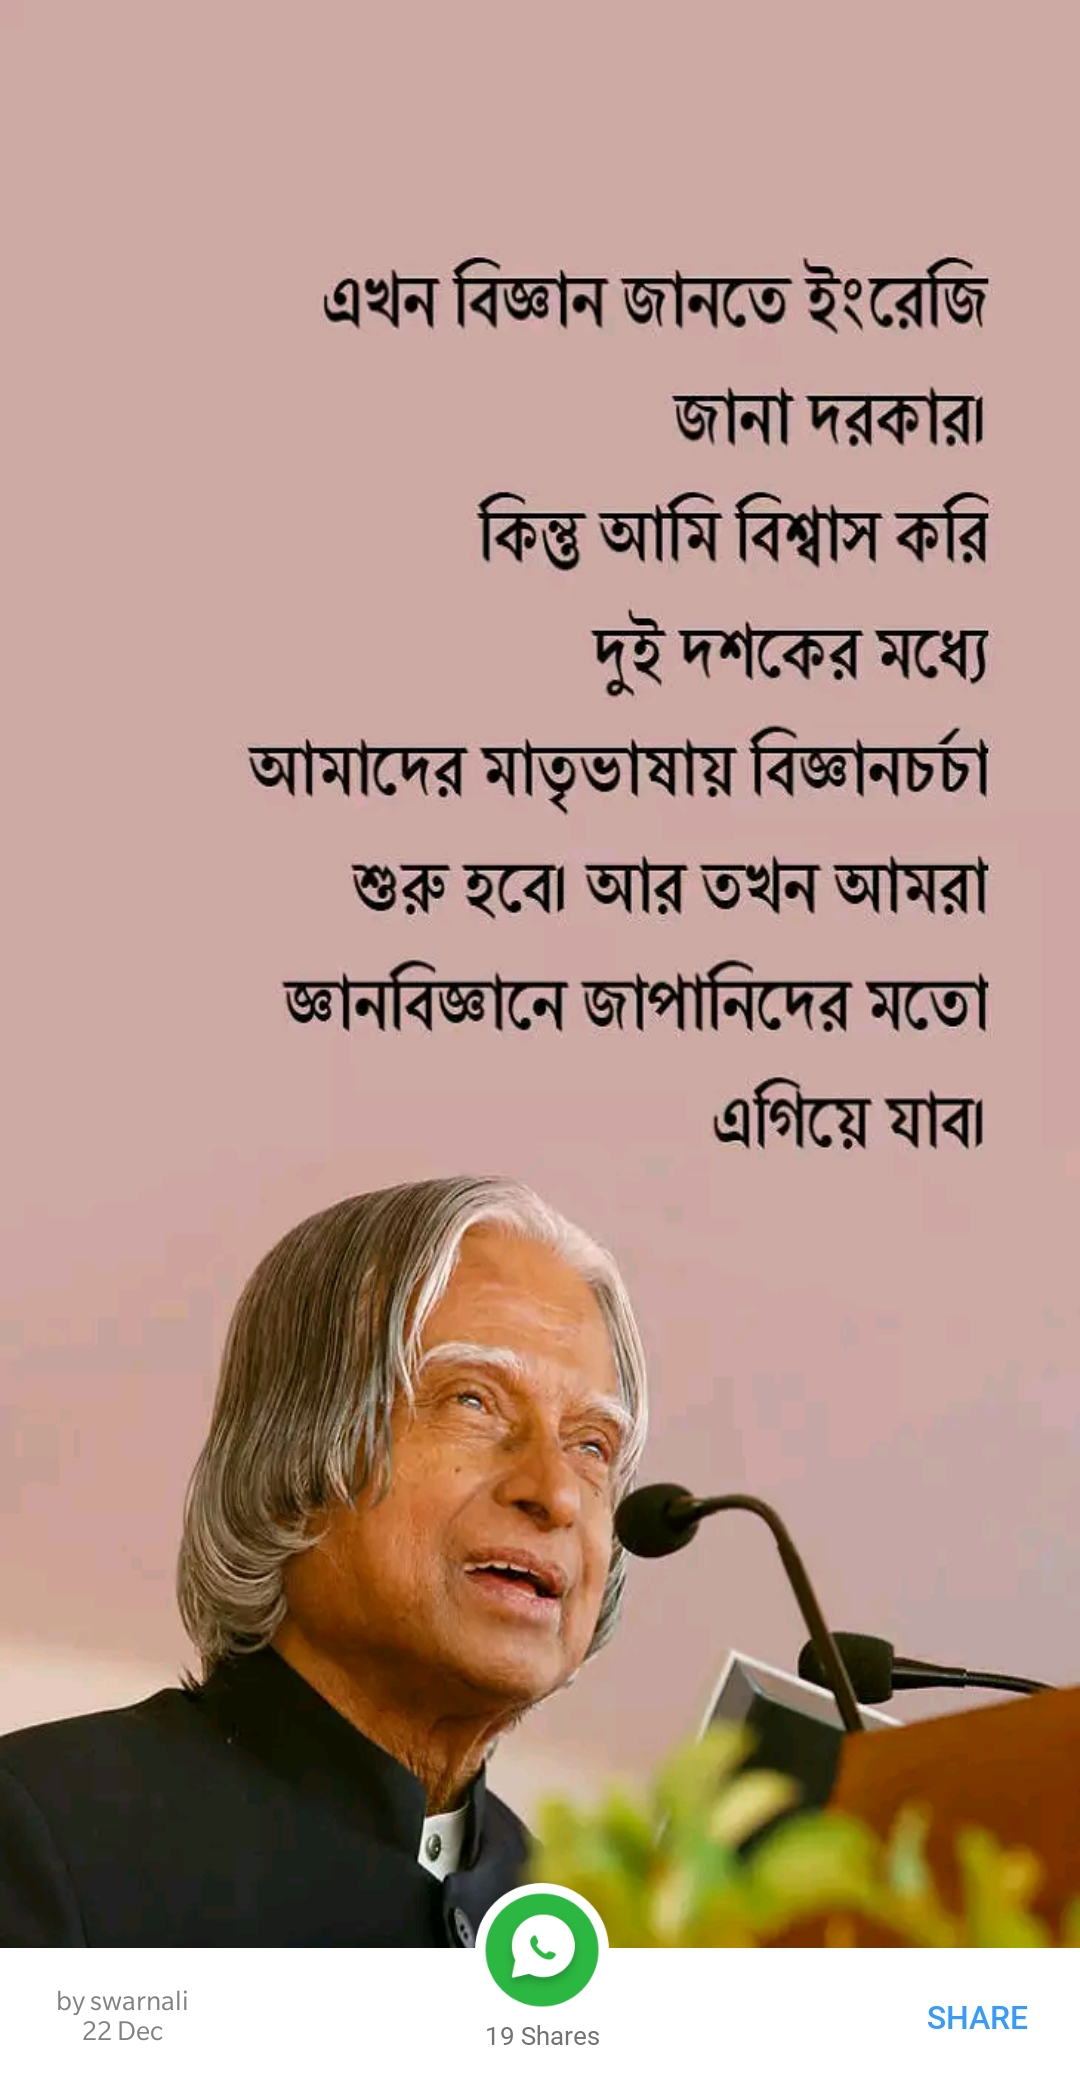 এখন বিজ্ঞান জানতে ইংরেজি
জানা দরকার।
কিন্তু আমি বিশ্বাস করি
দুই দশকের মধ্যে
আমাদের মাতৃভাষায় বিজ্ঞানচর্চা
শুরু হবে। আর তখন আমরা
জ্ঞানবিজ্ঞানে জাপানিদের মতো
এগিয়ে যাব।
by swarnali
22 Dec
19 Shares
SHARE